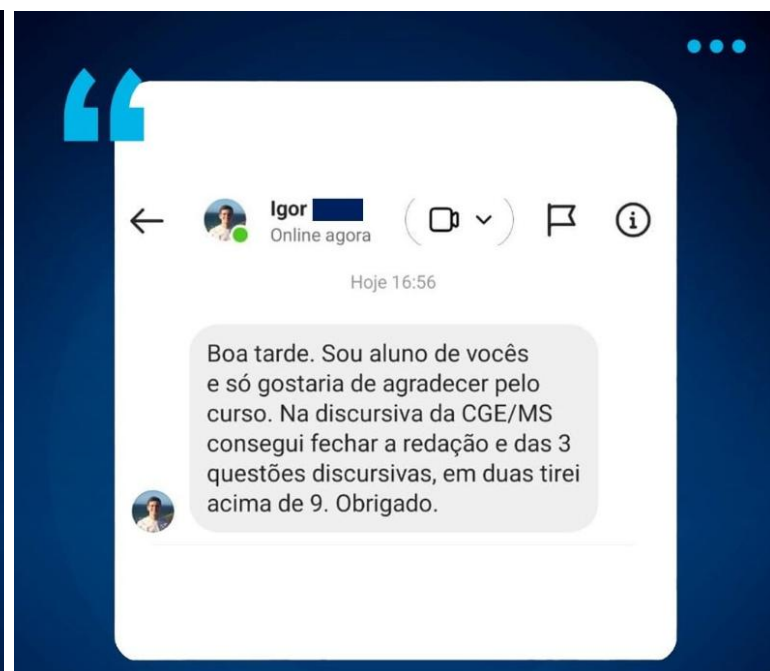 “
Igor
Online agora
Hoje 16:56
Boa tarde. Sou aluno de vocês
e só gostaria de agradecer pelo
curso. Na discursiva da CGE/MS
consegui fechar a redação e das 3
questões discursivas, em duas tirei
acima de 9. Obrigado.